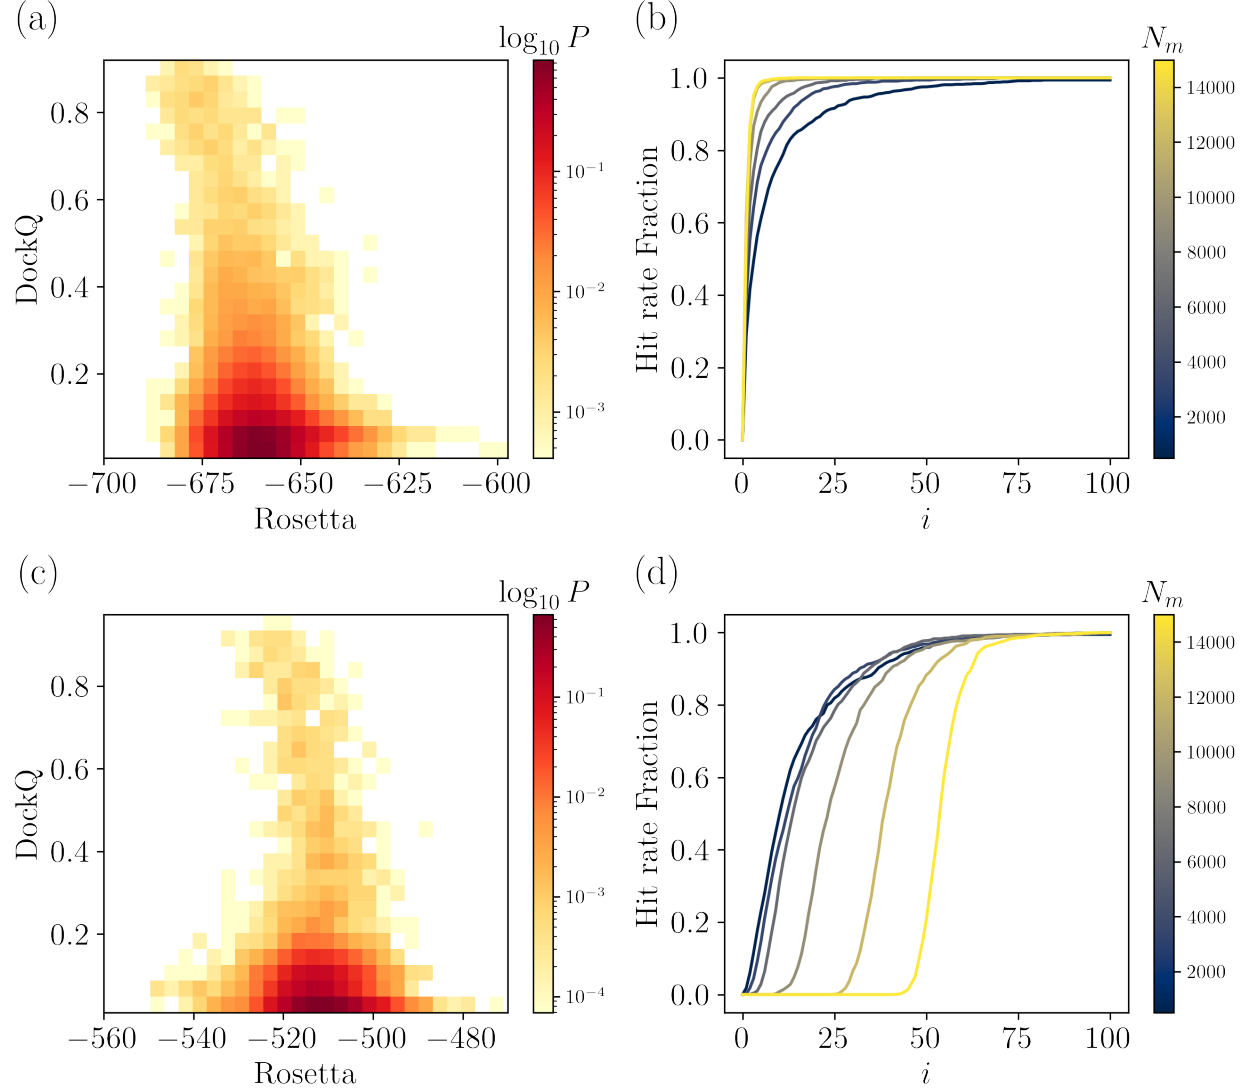 (a)
log₁₀ P
0.8
0.6
0.4
0.2
DockQ
−700 −675 −650 −625 −600
Rosetta
10⁻¹
10⁻²
10⁻³
(b)
N_m
1.0
0.8
0.6
0.4
0.2
0.0
Hit rate Fraction
0 25 50 75 100
i
14000
12000
10000
8000
6000
4000
2000
(c)
log₁₀ P
0.8
0.6
0.4
0.2
DockQ
−560 −540 −520 −500 −480
Rosetta
10⁻¹
10⁻²
10⁻³
10⁻⁴
(d)
N_m
1.0
0.8
0.6
0.4
0.2
0.0
Hit rate Fraction
0 25 50 75 100
i
14000
12000
10000
8000
6000
4000
2000